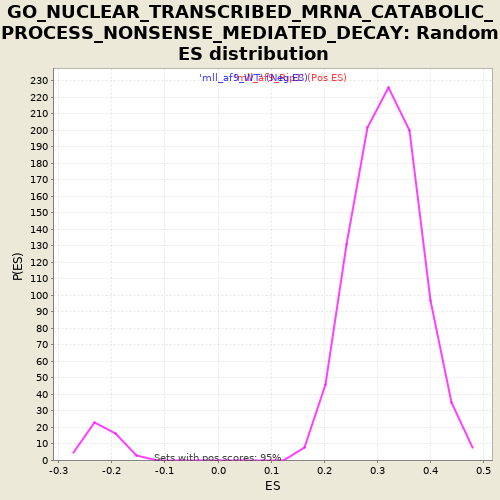 GO_NUCLEAR_TRANSCRIBED_MRNA_CATABOLIC_
PROCESS_NONSENSE_MEDIATED_DECAY: Random
ES distribution
(Neg ES)
(Pos ES)
230
220
210
200
190
180
170
160
150
140
130
120
110
100
90
80
70
60
50
40
30
20
10
0
P(ES)
Sets with pos scores: 95%
-0.3 -0.2 -0.1 0.0 0.1 0.2 0.3 0.4 0.5
ES